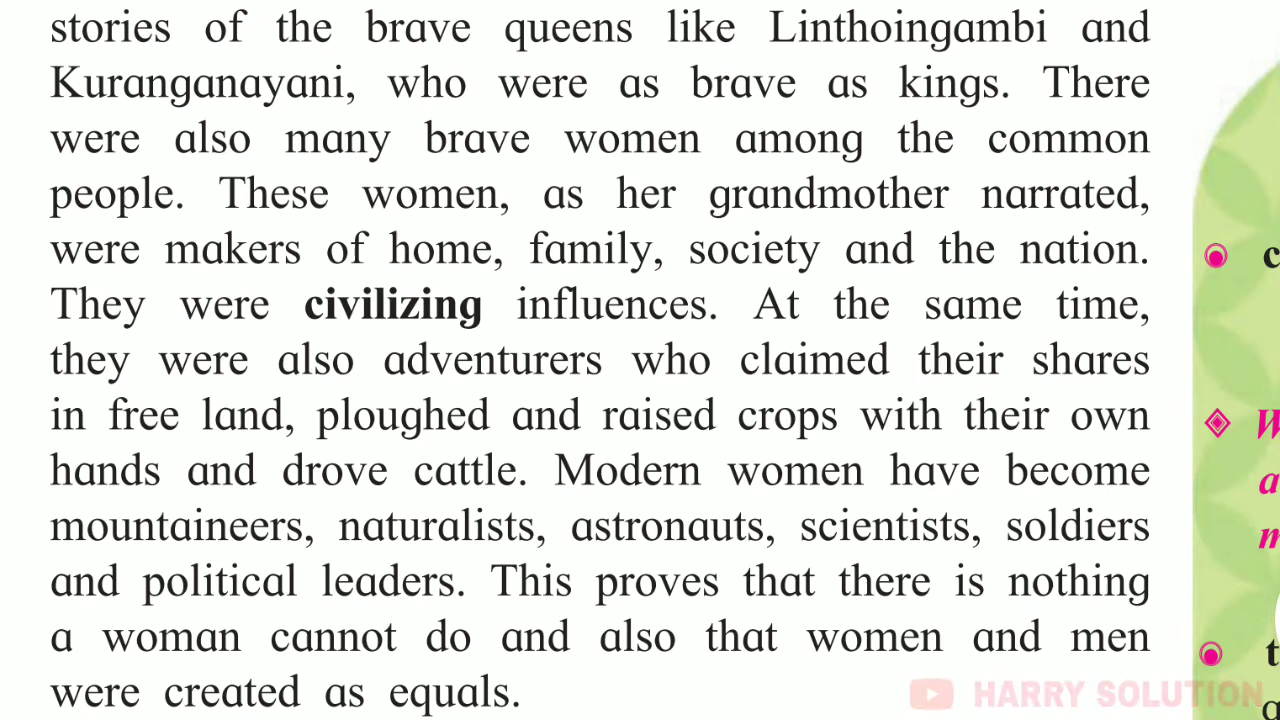 stories of the brave queens like Linthoingambi and
Kuranganayani, who were as brave as kings. There
were also many brave women among the common
people. These women, as her grandmother narrated,
were makers of home, family, society and the nation.
They were civilizing influences. At the same time,
they were also adventurers who claimed their shares
in free land, ploughed and raised crops with their own
hands and drove cattle. Modern women have become
mountaineers, naturalists, astronauts, scientists, soldiers
and political leaders. This proves that there is nothing
a woman cannot do and also that women and men
were created as equals.
HARRY SOLUTION